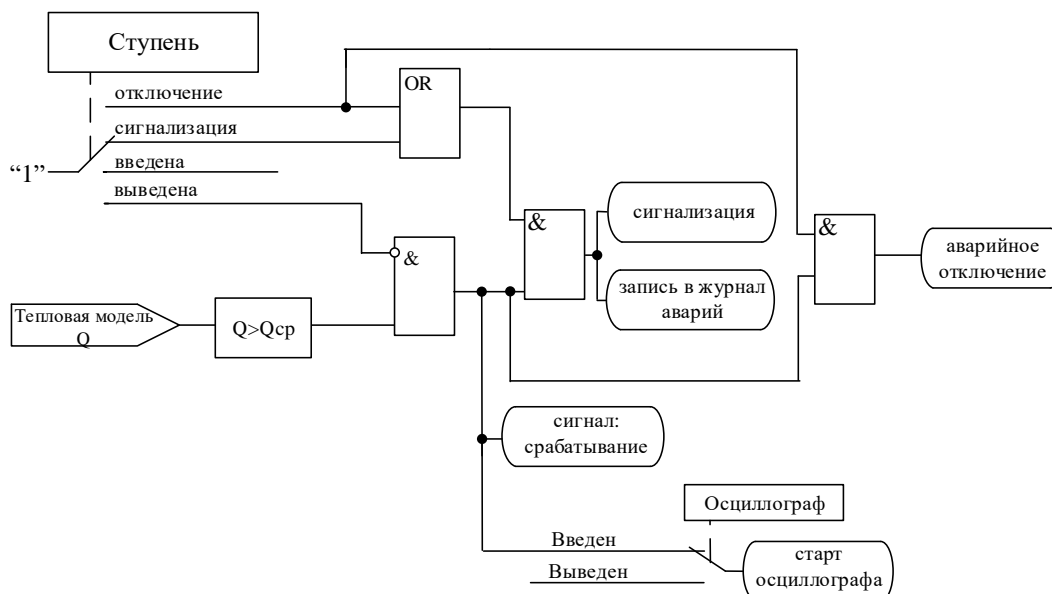 Ступень
отключение
OR
сигнализация
“1”
введена
выведена
&
сигнализация
&
аварийное
отключение
&
запись в журнал
аварий
Тепловая модель
Q
Q>Qср
сигнал:
срабатывание
Осциллограф
Введен
Выведен
старт
осциллографа